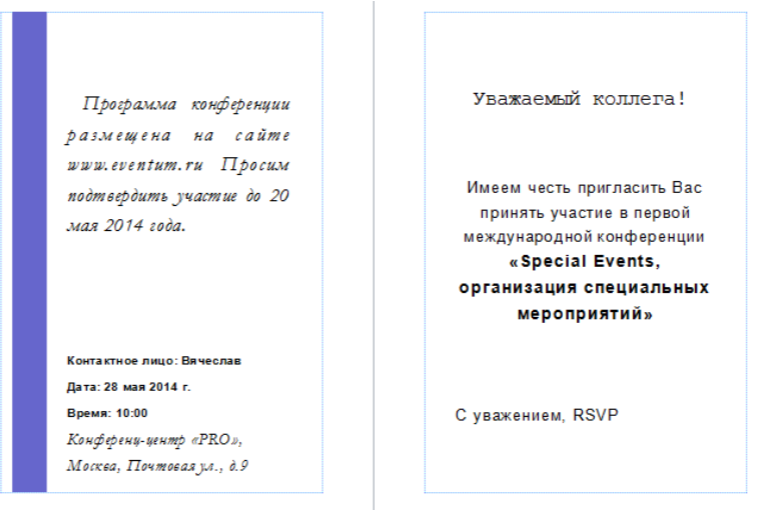 Программа конференции
размещена на сайте
www.eventum.ru Просим
подтвердить участие до 20
мая 2014 года.
Контактное лицо: Вячеслав
Дата: 28 мая 2014 г.
Время: 10:00
Конференц-центр «PRO»,
Москва, Почтовая ул., д.9
Уважаемый коллега!
Имеем честь пригласить Вас
принять участие в первой
международной конференции
«Special Events,
организация специальных
мероприятий»
С уважением, RSVP